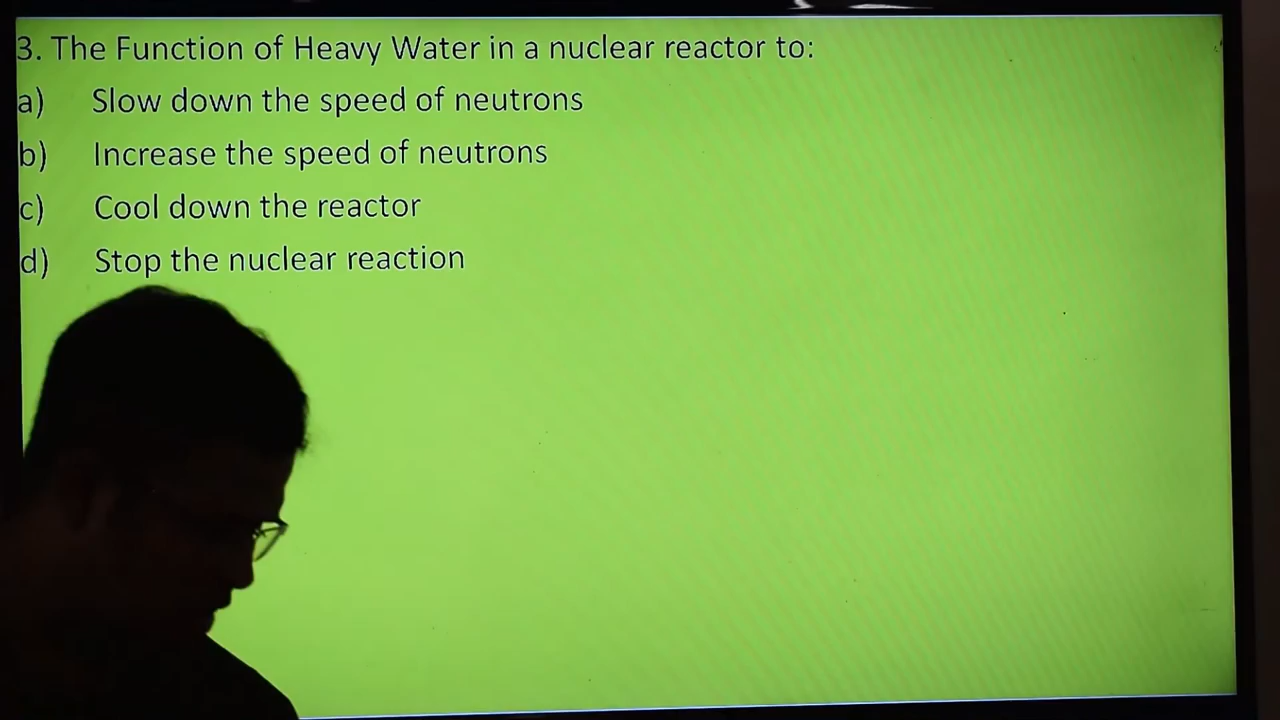 3. The Function of Heavy Water in a nuclear reactor to:
a) Slow down the speed of neutrons
b) Increase the speed of neutrons
c) Cool down the reactor
d) Stop the nuclear reaction